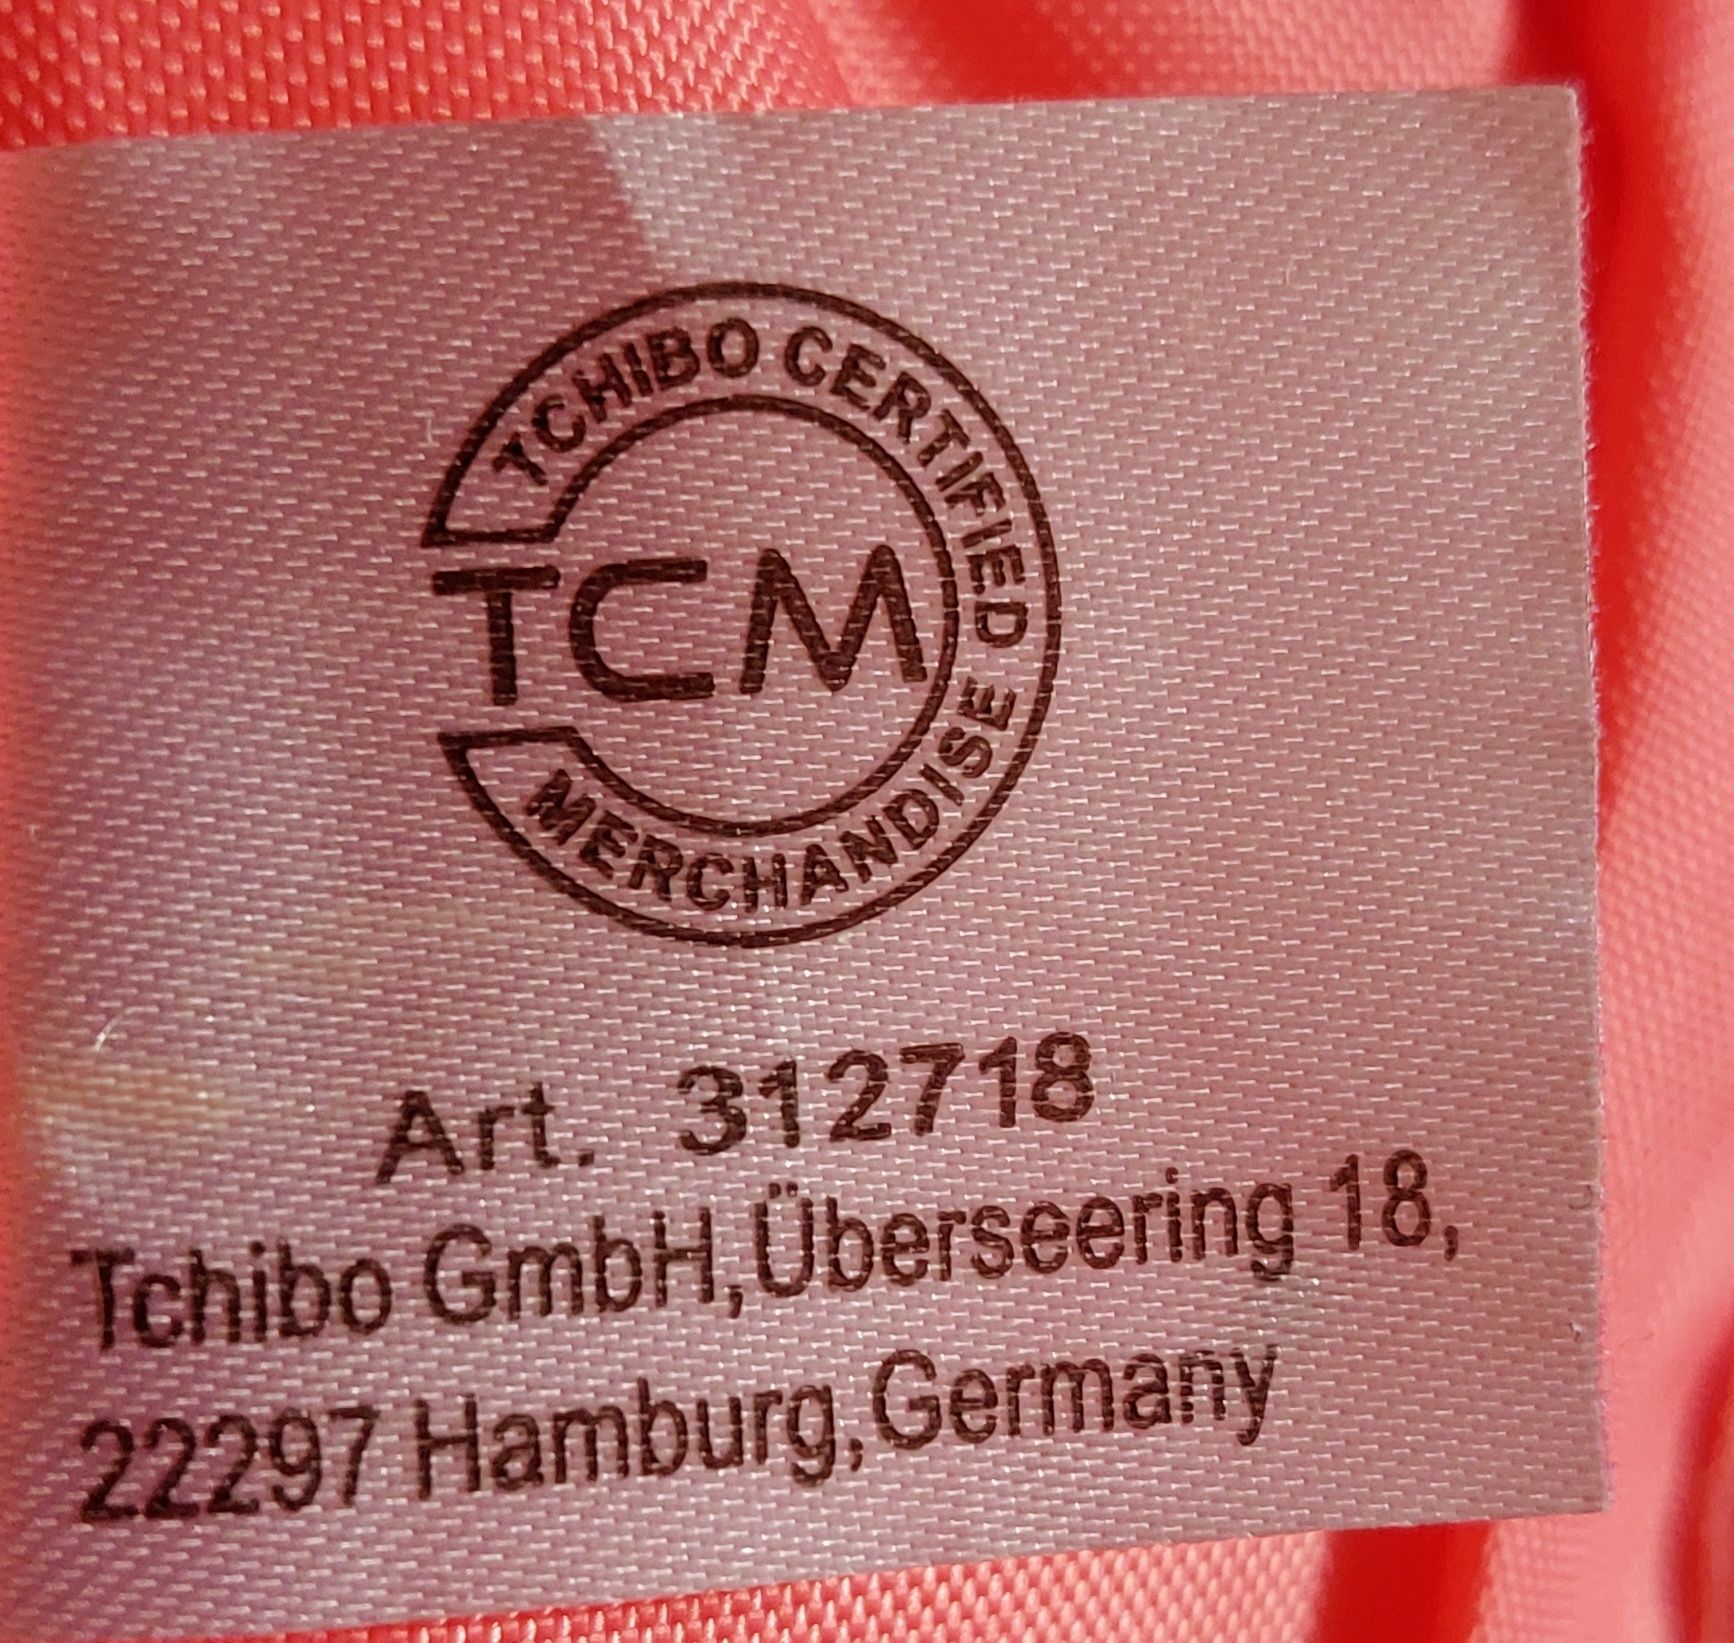 TCHIBO CERTIFIED
TCM
MERCHANDISE
Art. 312718
Tchibo GmbH,Überseering 18,
22297 Hamburg,Germany